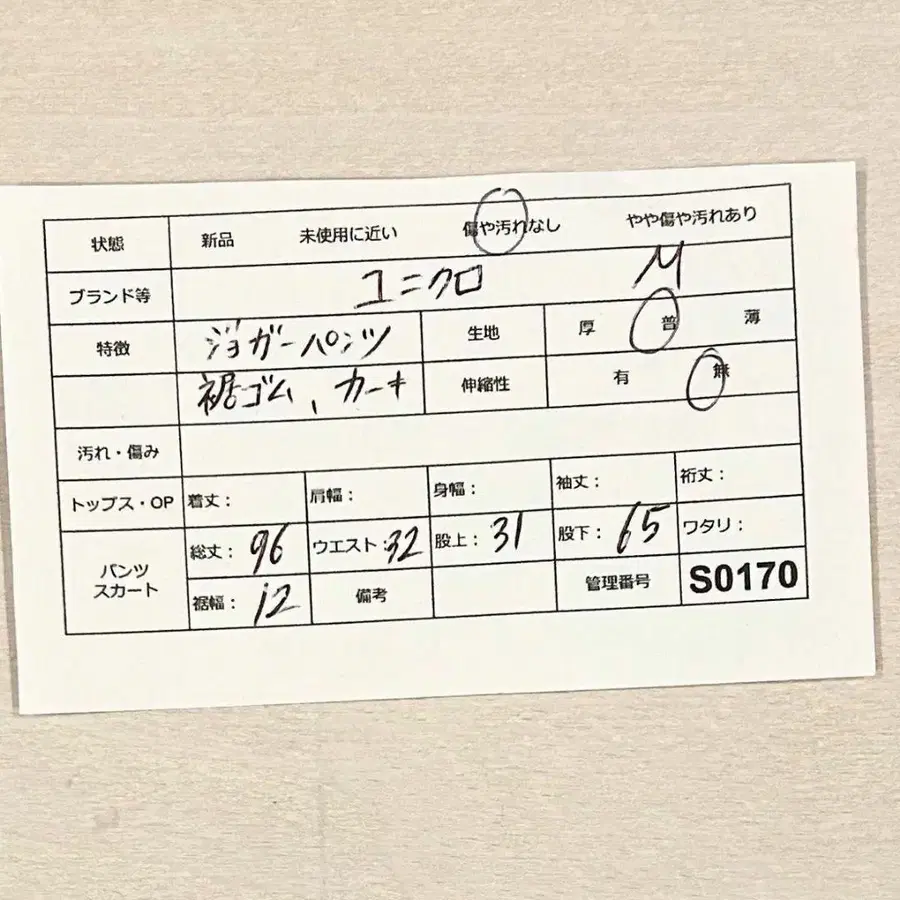 状態 新品 未使用に近い 傷や汚れなし やや傷や汚れあり
ブランド等 ユニクロ M
特徴 ジョガーパンツ 生地 厚 普 薄
裾ゴム、カーキ 伸縮性 有 無
汚れ・傷み
トップス・OP 着丈: 肩幅: 身幅: 袖丈: 裄丈:
パンツ スカート 総丈: 96 ウエスト: 32 股上: 31 股下: 65 ワタリ:
裾幅: 12 備考 管理番号 S0170